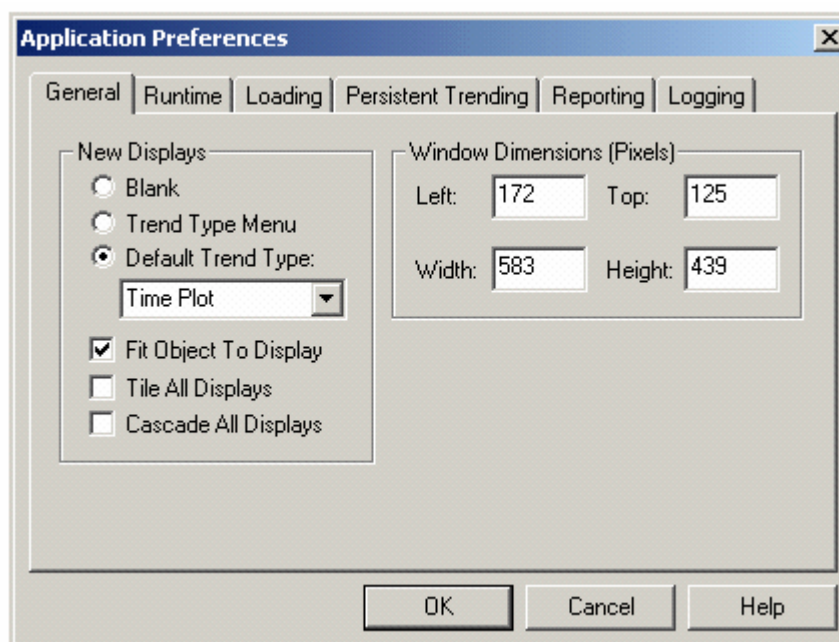 Application Preferences
General Runtime Loading Persistent Trending Reporting Logging
New Displays
Blank
Trend Type Menu
Default Trend Type:
Time Plot
Fit Object To Display
Tile All Displays
Cascade All Displays
Window Dimensions (Pixels)
Left: 172 Top: 125
Width: 583 Height: 439
OK Cancel Help